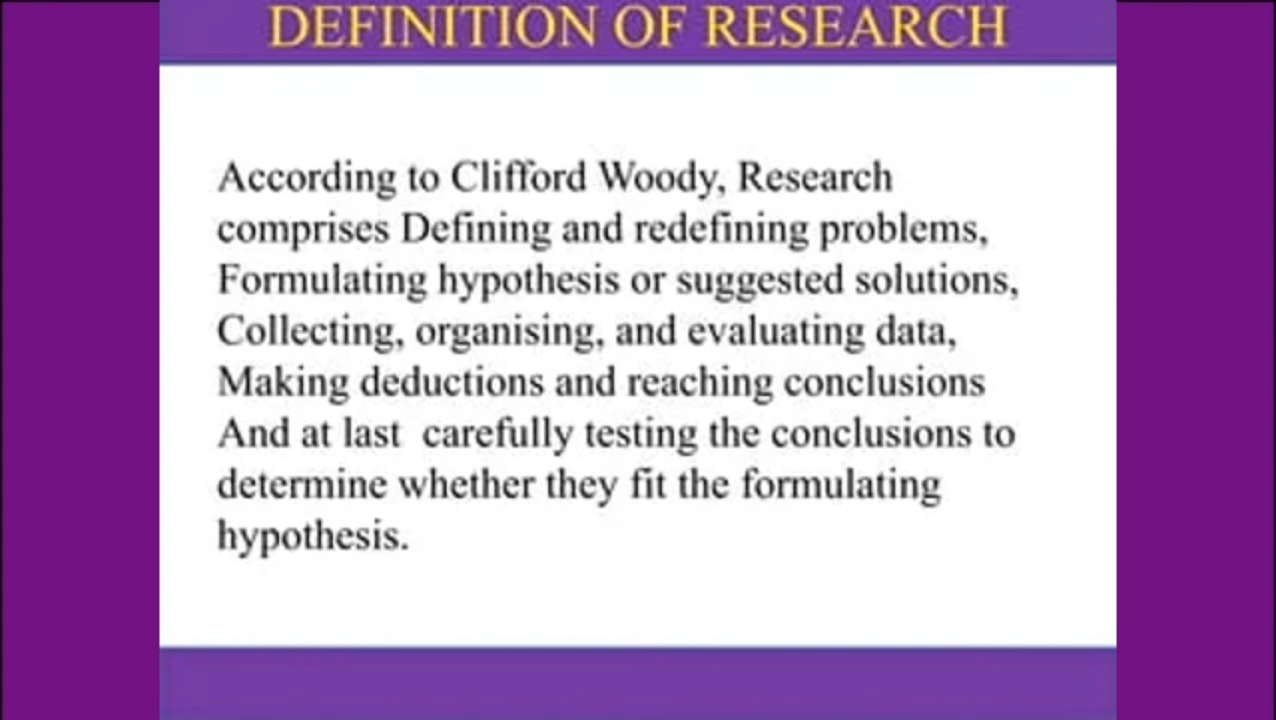 DEFINITION OF RESEARCH
According to Clifford Woody, Research
comprises Defining and redefining problems,
Formulating hypothesis or suggested solutions,
Collecting, organising, and evaluating data,
Making deductions and reaching conclusions
And at last  carefully testing the conclusions to
determine whether they fit the formulating
hypothesis.